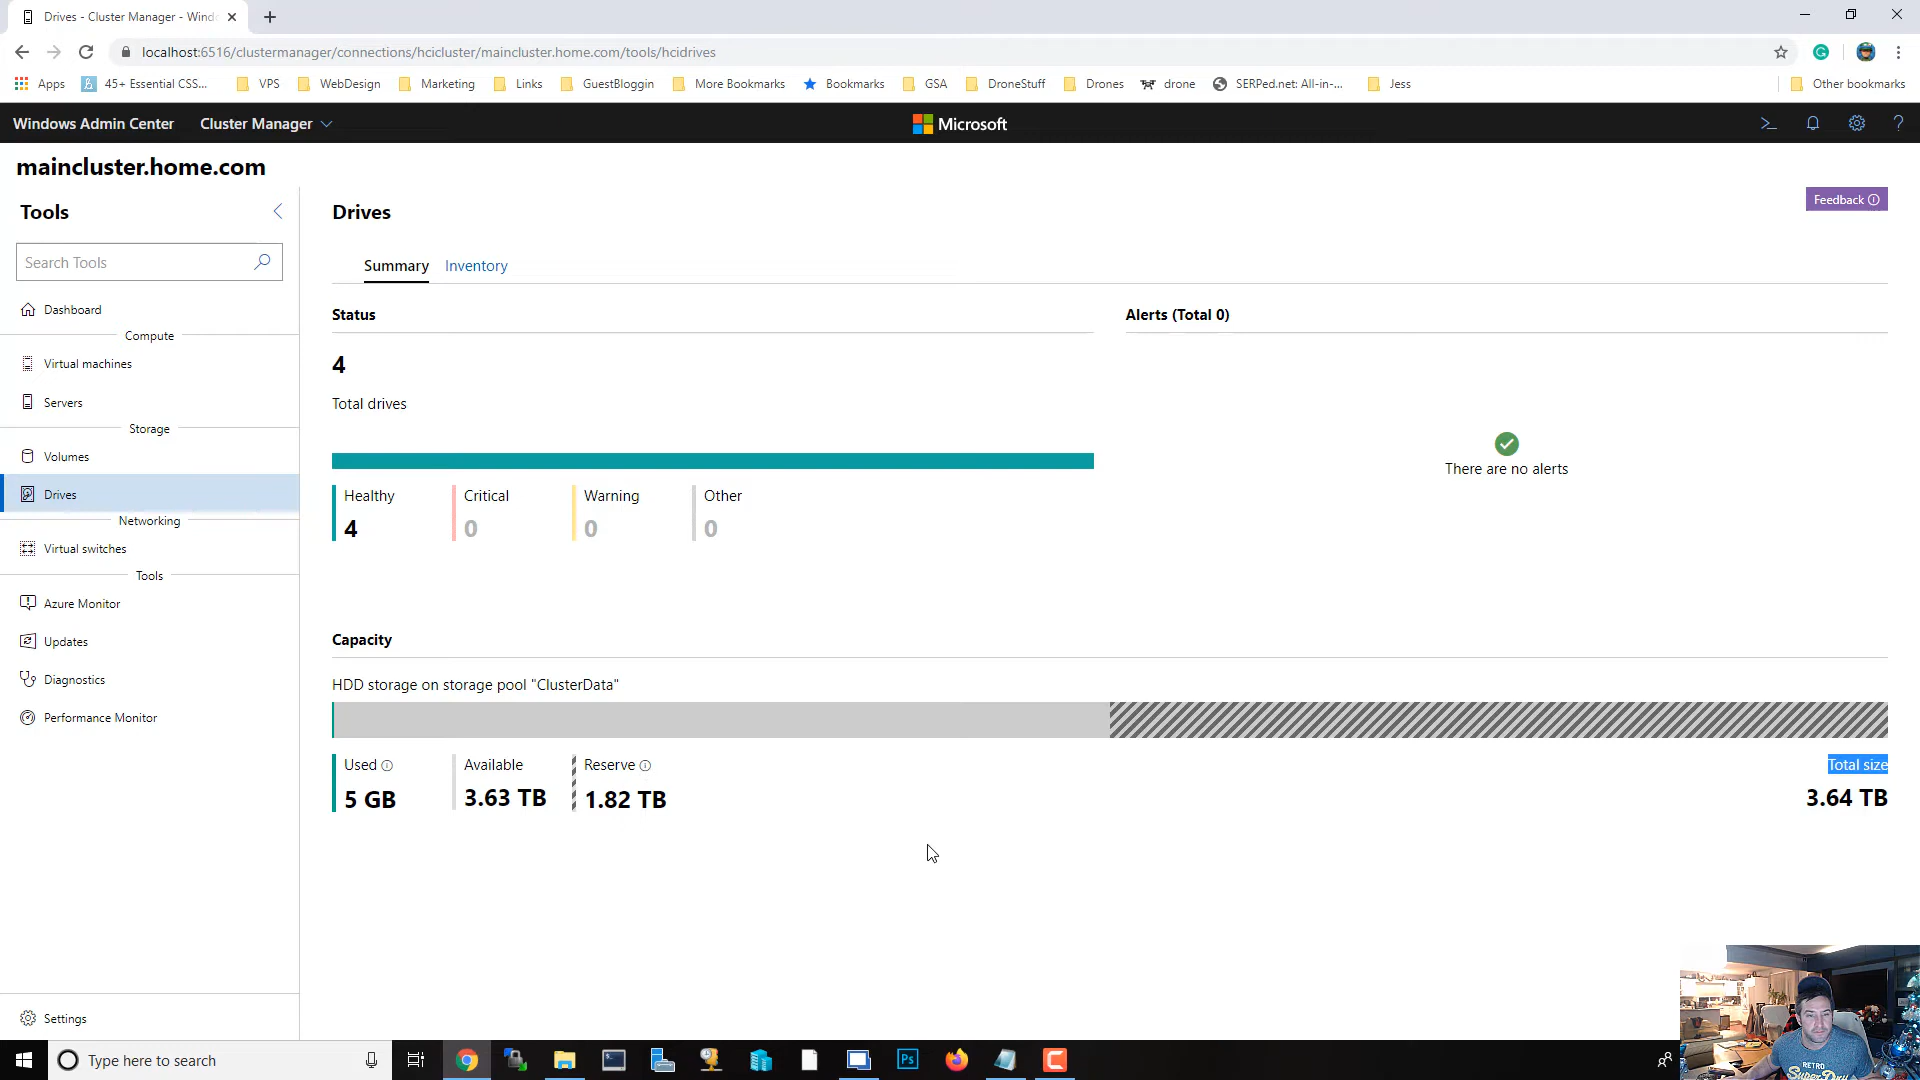 Drives - Cluster Manager - Wind
localhost:6516/clustermanager/connections/hcicluster/maincluster.home.com/tools/hcidrives
Apps 45+ Essential CSS... VPS WebDesign Marketing Links GuestBloggin More Bookmarks Bookmarks GSA DroneStuff Drones drone SERPed.net: All-in-... Jess Other bookmarks
Windows Admin Center Cluster Manager Microsoft
maincluster.home.com
Tools
Search Tools
Dashboard
Compute
Virtual machines
Servers
Storage
Volumes
Drives
Networking
Virtual switches
Tools
Azure Monitor
Updates
Diagnostics
Performance Monitor
Settings
Drives
Feedback
Summary Inventory
Status
4
Total drives
Healthy Critical Warning Other
4 0 0 0
Alerts (Total 0)
There are no alerts
Capacity
HDD storage on storage pool "ClusterData"
Used Available Reserve Total size
5 GB 3.63 TB 1.82 TB 3.64 TB
Type here to search
Ps
RETRO